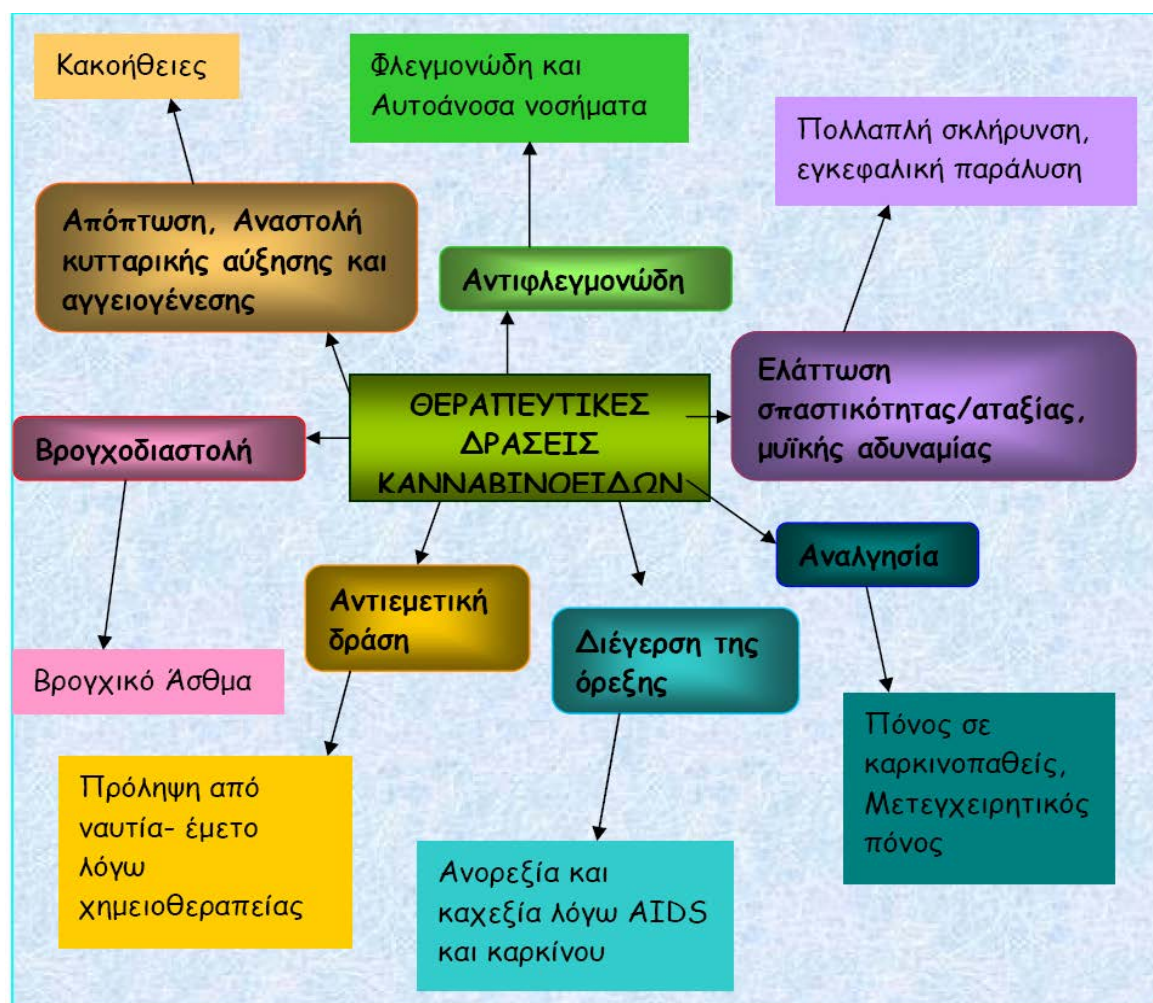 Κακοήθειες
Φλεγμονώδη και
Αυτοάνοσα νοσήματα
Πολλαπλή σκλήρυνση,
εγκεφαλική παράλυση
Απόπτωση, Αναστολή
κυτταρικής αύξησης και
αγγειογένεσης
Αντιφλεγμονώδη
Ελάττωση
σπαστικότητας/αταξίας,
μυϊκής αδυναμίας
ΘΕΡΑΠΕΥΤΙΚΕΣ
ΔΡΑΣΕΙΣ
ΚΑΝΝΑΒΙΝΟΕΙΔΩΝ
Βρογχοδιαστολή
Αναλγησία
Αντιεμετική
δράση
Διέγερση της
όρεξης
Βρογχικό Άσθμα
Πόνος σε
καρκινοπαθείς,
Μετεγχειρητικός
πόνος
Πρόληψη από
ναυτία- έμετο
λόγω
χημειοθεραπείας
Ανορεξία και
καχεξία λόγω AIDS
και καρκίνου